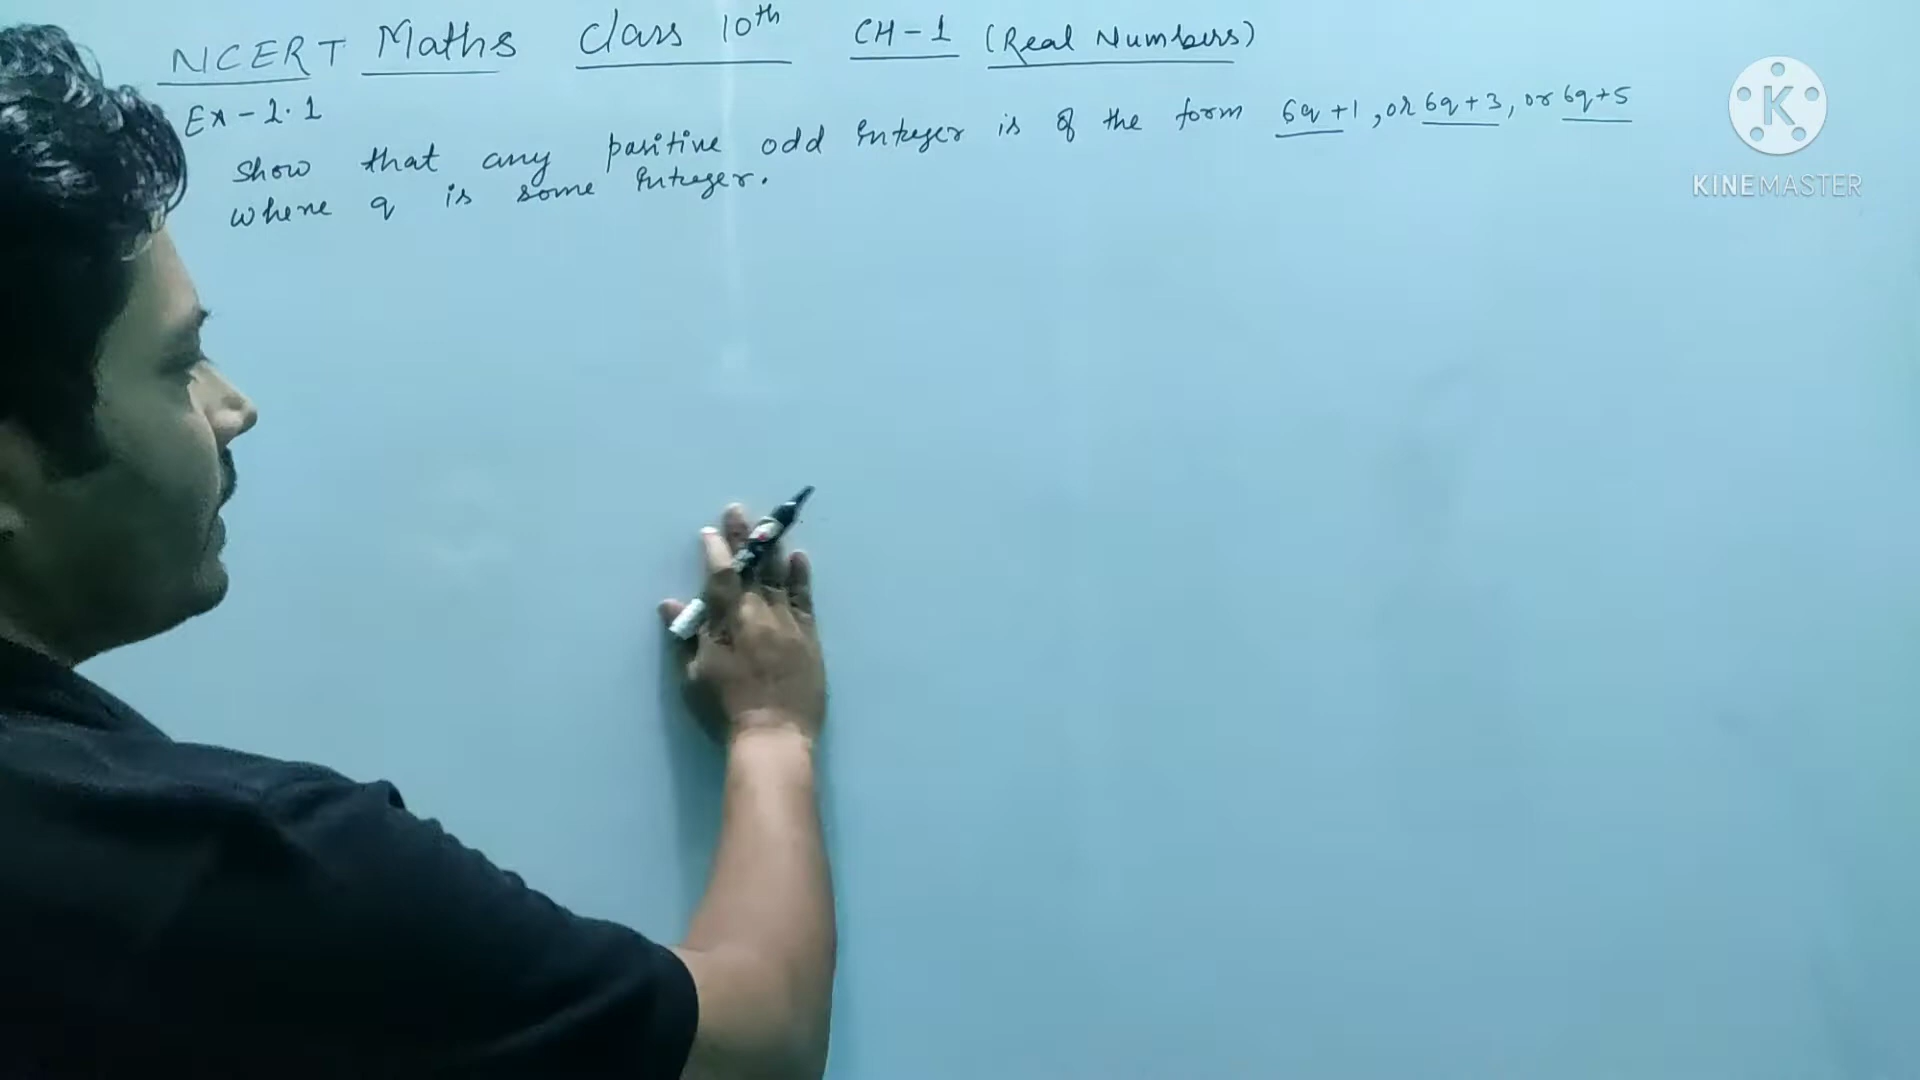 NCERT Maths Class 10th CH-1 (Real Numbers)
Ex-1.1
Show that any positive odd Integer is of the form 6q+1, or 6q+3, or 6q+5
where q is some Integer.
KINEMASTER